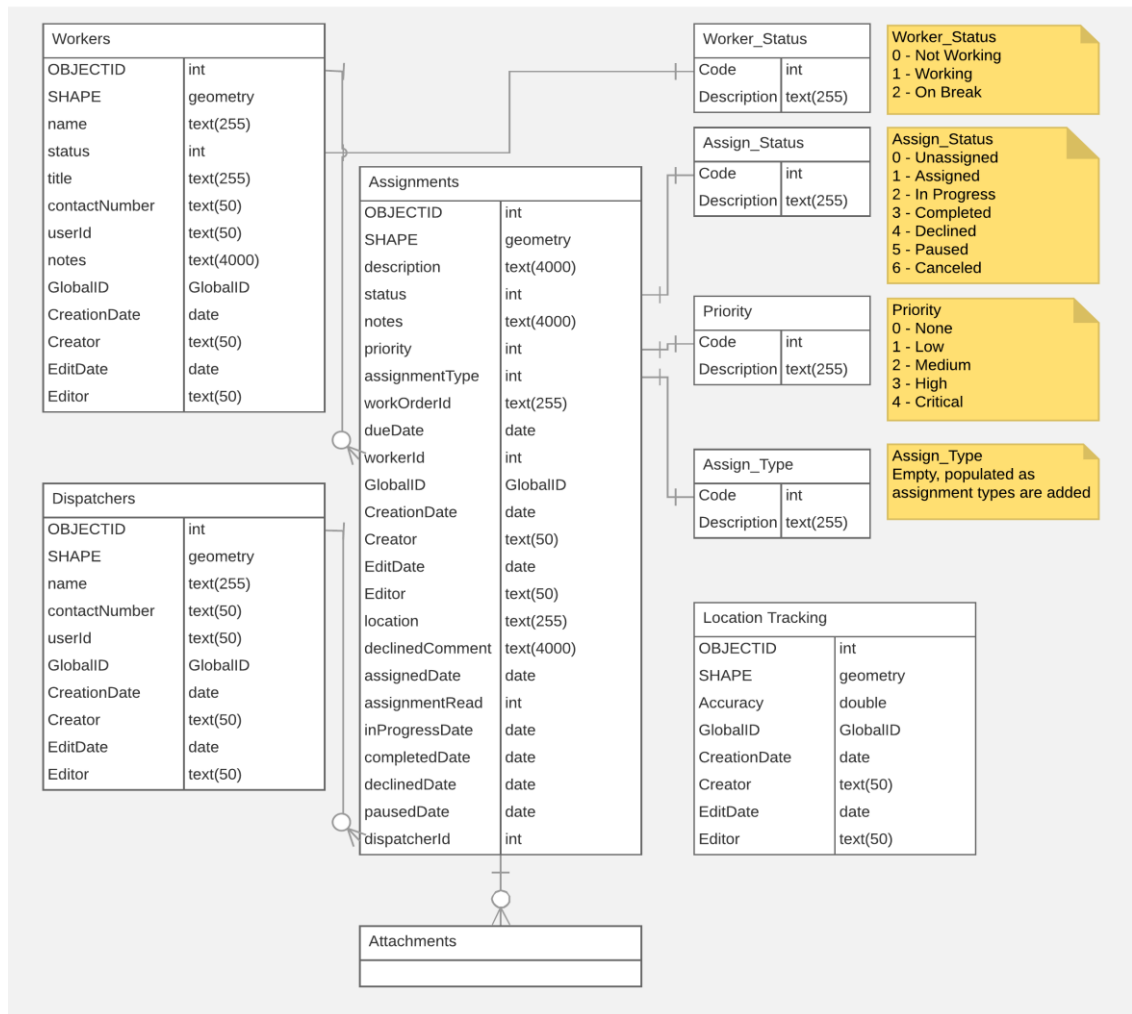 Workers
OBJECTID int
SHAPE geometry
name text(255)
status int
title text(255)
contactNumber text(50)
userId text(50)
notes text(4000)
GlobalID GlobalID
CreationDate date
Creator text(50)
EditDate date
Editor text(50)
Dispatchers
OBJECTID int
SHAPE geometry
name text(255)
contactNumber text(50)
userId text(50)
GlobalID GlobalID
CreationDate date
Creator text(50)
EditDate date
Editor text(50)
Assignments
OBJECTID int
SHAPE geometry
description text(4000)
status int
notes text(4000)
priority int
assignmentType int
workOrderId text(255)
dueDate date
workerId int
GlobalID GlobalID
CreationDate date
Creator text(50)
EditDate date
Editor text(50)
location text(255)
declinedComment text(4000)
assignedDate date
assignmentRead int
inProgressDate date
completedDate date
declinedDate date
pausedDate date
dispatcherId int
Attachments
Worker_Status
Code int
Description text(255)
Assign_Status
Code int
Description text(255)
Priority
Code int
Description text(255)
Assign_Type
Code int
Description text(255)
Location Tracking
OBJECTID int
SHAPE geometry
Accuracy double
GlobalID GlobalID
CreationDate date
Creator text(50)
EditDate date
Editor text(50)
Worker_Status
0 - Not Working
1 - Working
2 - On Break
Assign_Status
0 - Unassigned
1 - Assigned
2 - In Progress
3 - Completed
4 - Declined
5 - Paused
6 - Canceled
Priority
0 - None
1 - Low
2 - Medium
3 - High
4 - Critical
Assign_Type
Empty, populated as
assignment types are added